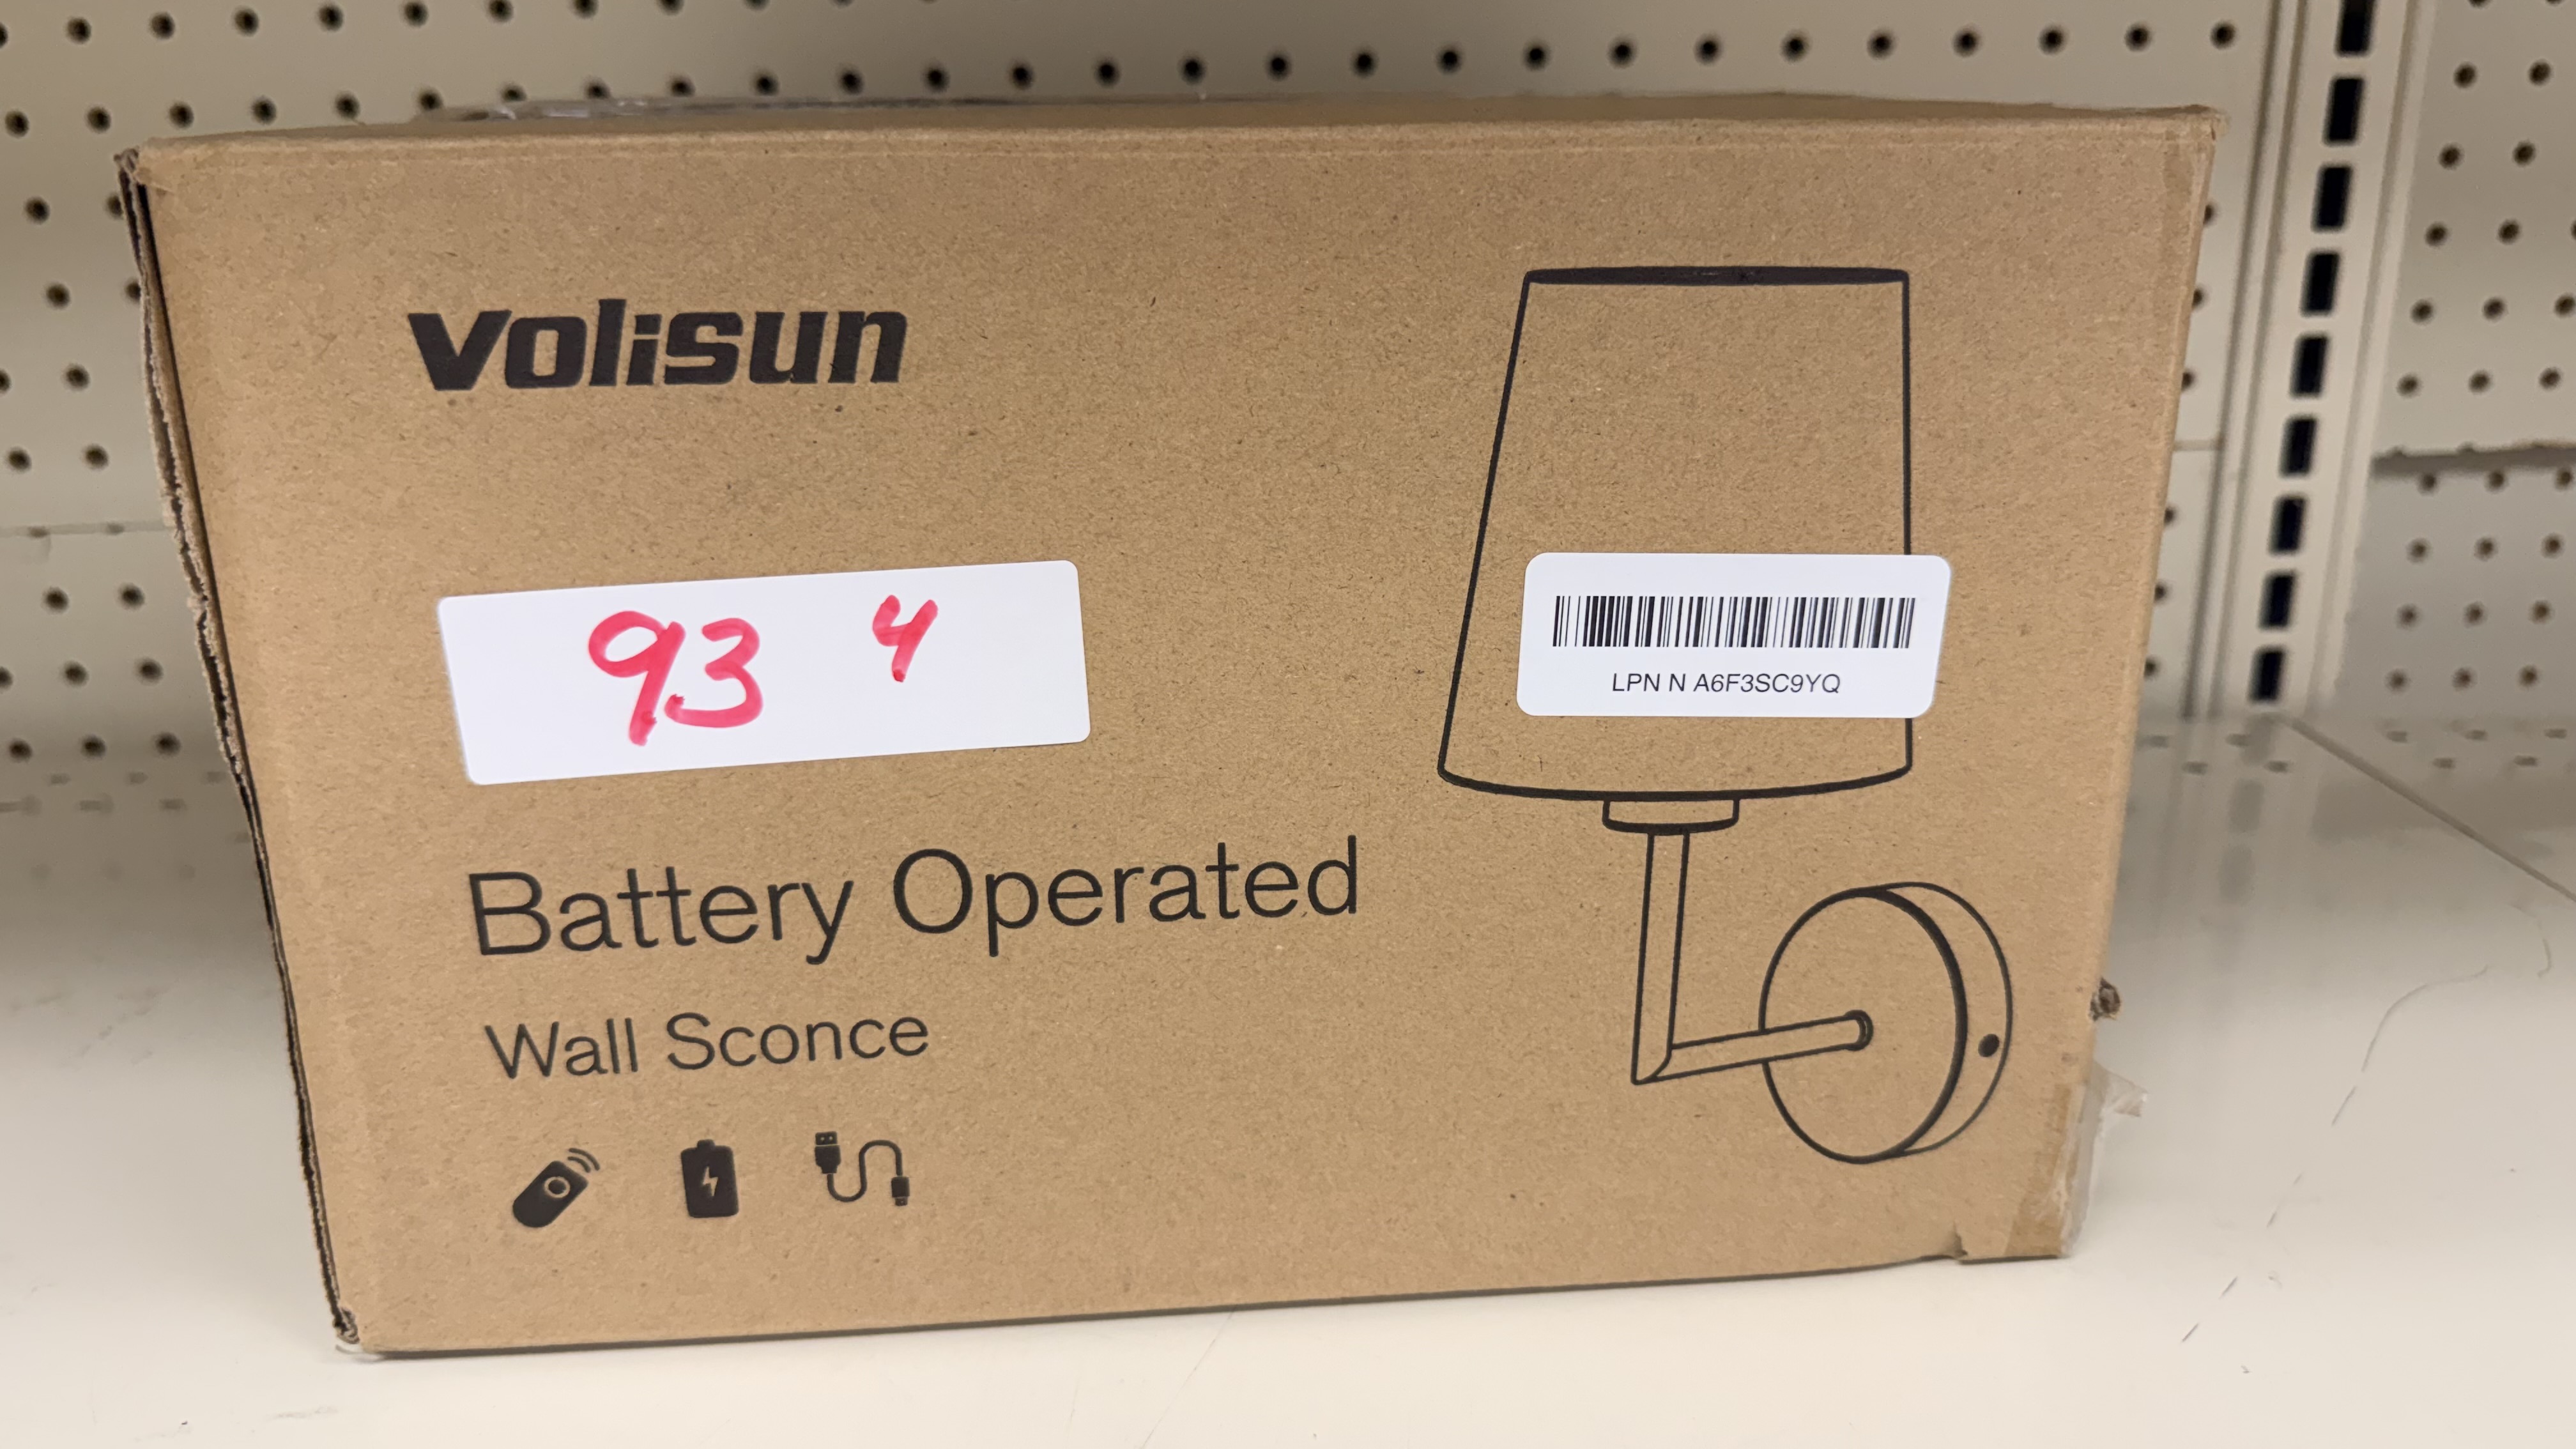 Volisun
93 4
LPN N A6F3SC9YQ
Battery Operated
Wall Sconce